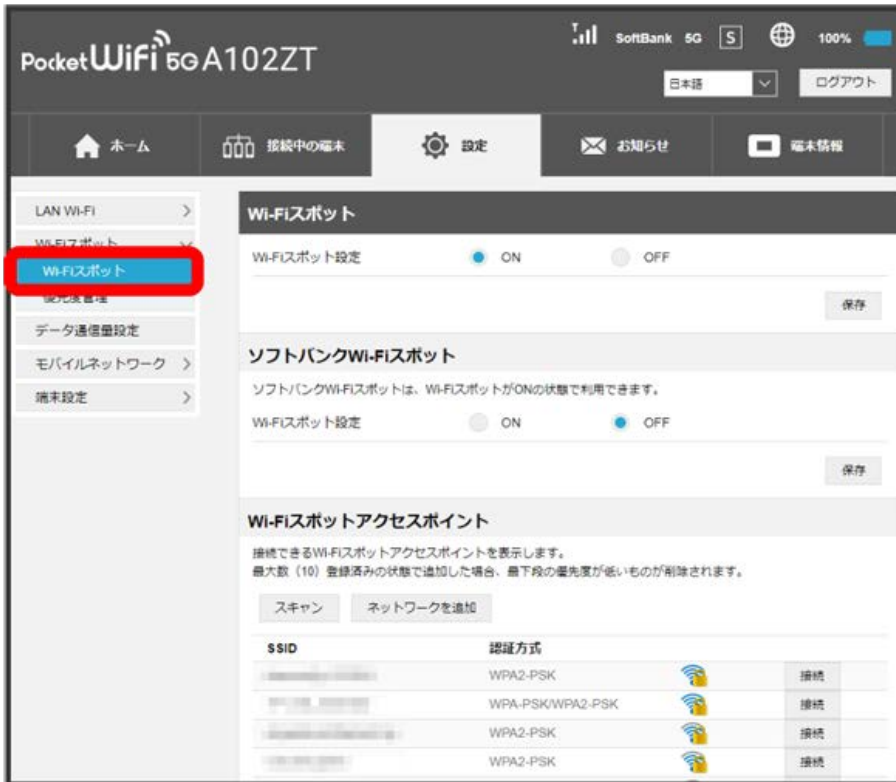 Pocket WiFi 5G A102ZT
SoftBank 5G S 100%
日本語 ログアウト
ホーム 接続中の端末 設定 お知らせ 端末情報
LAN Wi-Fi
Wi-Fiスポット
Wi-Fiスポット
優先度管理
データ通信量設定
モバイルネットワーク
端末設定
Wi-Fiスポット
Wi-Fiスポット設定 ON OFF
保存
ソフトバンクWi-Fiスポット
ソフトバンクWi-Fiスポットは、Wi-FiスポットがONの状態で利用できます。
Wi-Fiスポット設定 ON OFF
保存
Wi-Fiスポットアクセスポイント
接続できるWi-Fiスポットアクセスポイントを表示します。
最大数（10）登録済みの状態で追加した場合、最下段の優先度が低いものが削除されます。
スキャン ネットワークを追加
SSID 認証方式
WPA2-PSK 接続
WPA-PSK/WPA2-PSK 接続
WPA2-PSK 接続
WPA2-PSK 接続